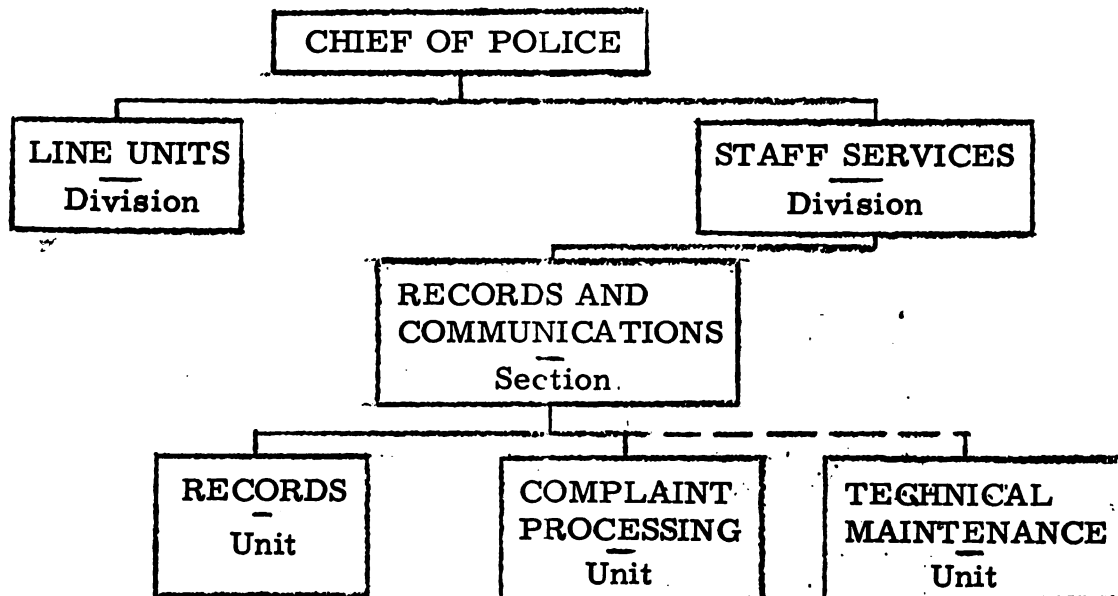 CHIEF OF POLICE
LINE UNITS
Division
STAFF SERVICES
Division
RECORDS AND
COMMUNICATIONS
Section
RECORDS
Unit
COMPLAINT
PROCESSING
Unit
TECHNICAL
MAINTENANCE
Unit